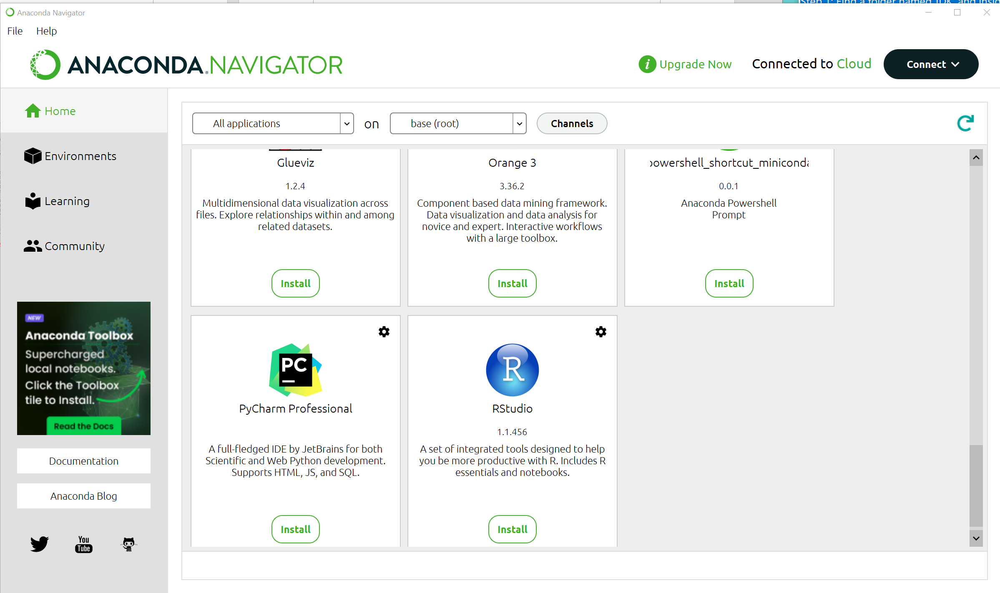 Step 1: Find a folder named JDK, and insid
Anaconda Navigator
File Help
ANACONDA.NAVIGATOR
i Upgrade Now Connected to Cloud Connect
Home
All applications on base (root) Channels
Environments
Learning
Community
Glueviz
1.2.4
Multidimensional data visualization across
files. Explore relationships within and among
related datasets.
Install
Orange 3
3.36.2
Component based data mining framework.
Data visualization and data analysis for
novice and expert. Interactive workflows
with a large toolbox.
Install
powershell_shortcut_miniconda
0.0.1
Anaconda Powershell
Prompt
Install
NEW
Anaconda Toolbox
Supercharged
local notebooks.
Click the Toolbox
tile to Install.
Read the Docs
Documentation
Anaconda Blog
You
Tube
PC
PyCharm Professional
A full-fledged IDE by JetBrains for both
Scientific and Web Python development.
Supports HTML, JS, and SQL.
Install
R
RStudio
1.1.456
A set of integrated tools designed to help
you be more productive with R. Includes R
essentials and notebooks.
Install